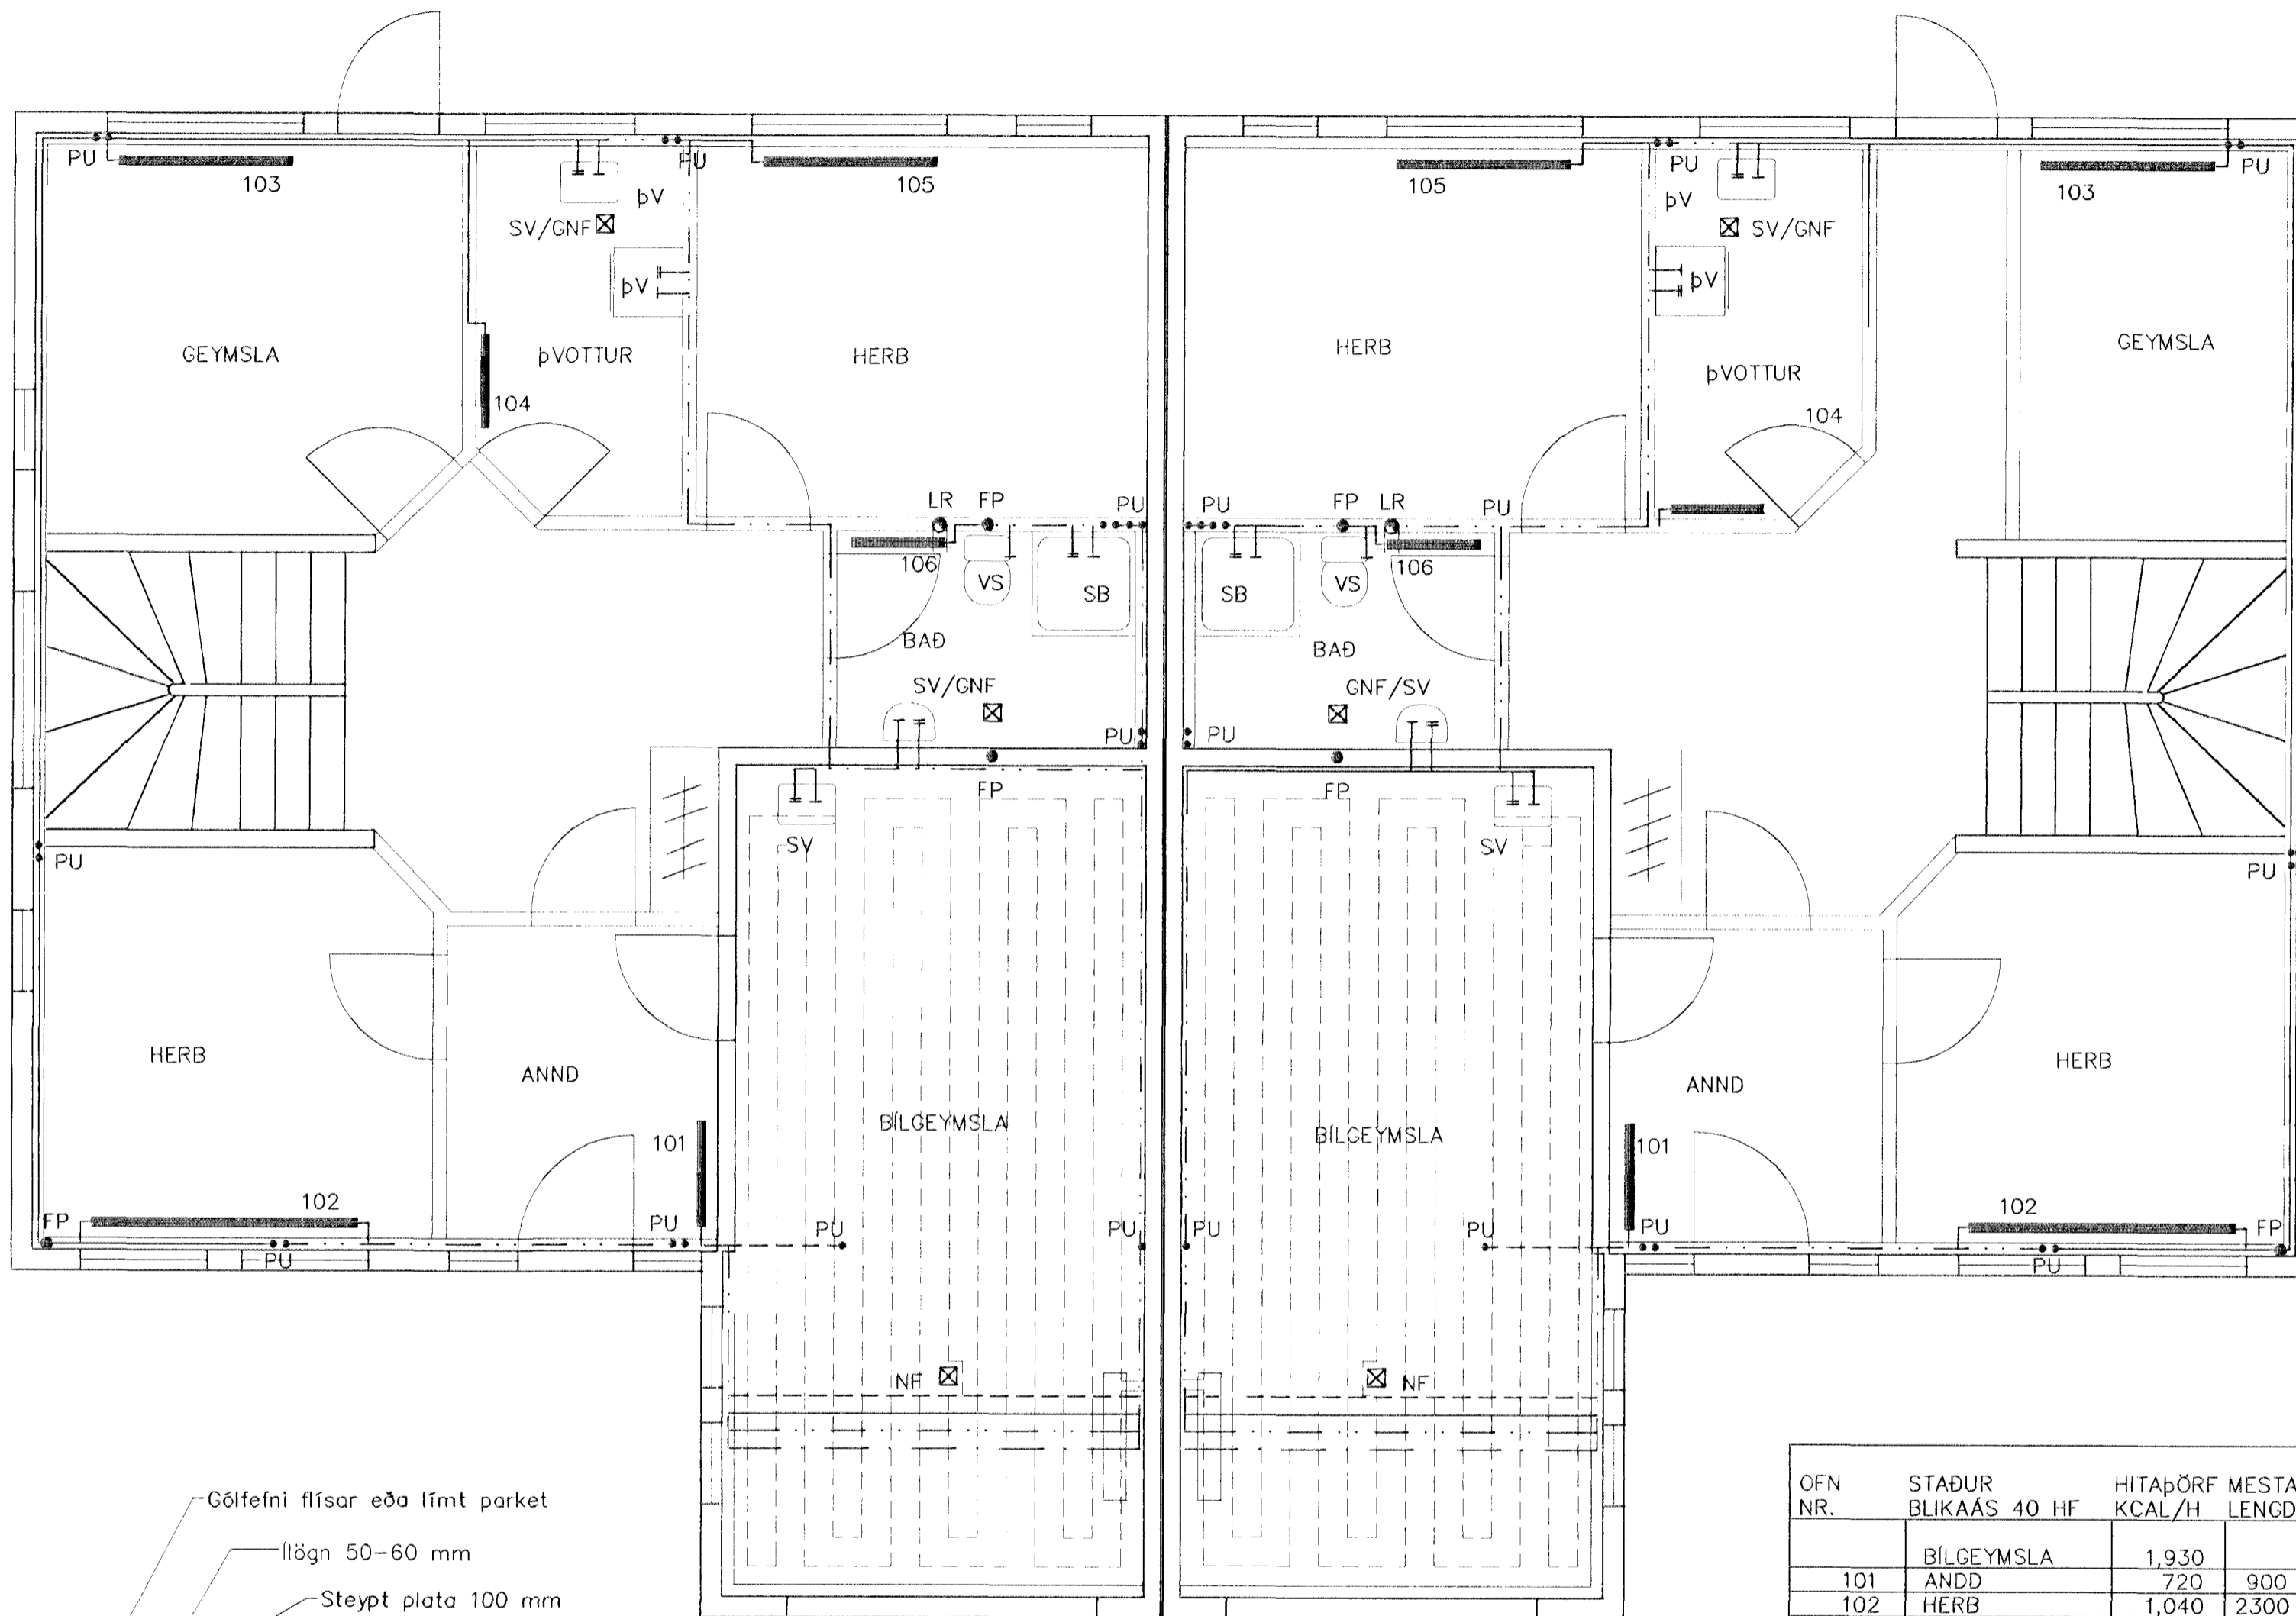 PU
103
PU
105
105
PU
103
PU
þV
SV/GNF
þV
þV
SV/GNF
þV
GEYMSLA
þVOTTUR
HERB
HERB
þVOTTUR
GEYMSLA
104
104
LR FP PU
PU FP LR PU
106
VS
SB
SB
VS
106
BAÐ
BAÐ
SV/GNF
GNF/SV
PU
PU
FP
FP
SV
SV
PU
PU
HERB
ANND
BÍLGEYMSLA
BÍLGEYMSLA
ANND
HERB
101
101
102
102
FP
PU
PU
PU
PU
PU
PU
PU
PU
FP
NF
NF
Gólfefni flísar eða límt parket
Ílögn 50-60 mm
Steypt plata 100 mm
OFN STAÐUR HITAþÖRF MESTA
NR. BLIKAÁS 40 HF KCAL/H LENGD
BÍLGEYMSLA 1,930
101 ANDD 720 900
102 HERB 1,040 2300